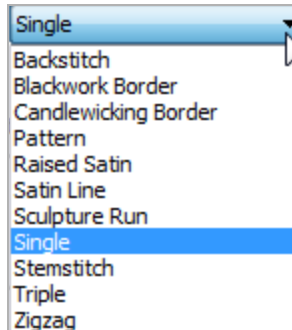 Single
Backstitch
Blackwork Border
Candlewicking Border
Pattern
Raised Satin
Satin Line
Sculpture Run
Single
Stemstitch
Triple
Zigzag